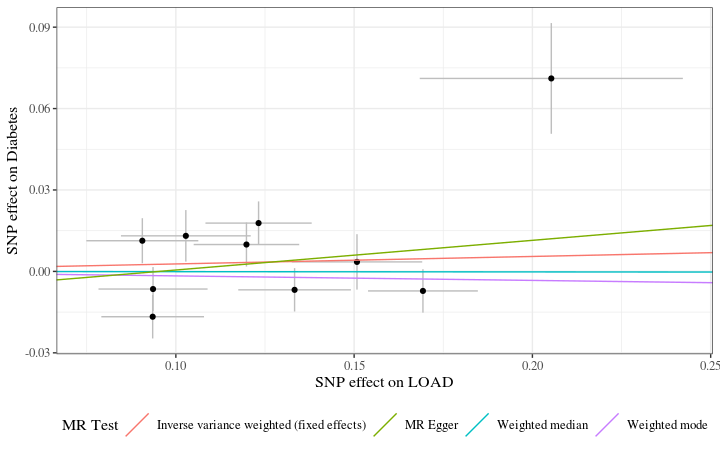 0.09
0.06
0.03
0.00
-0.03
SNP effect on Diabetes
0.10 0.15 0.20 0.25
SNP effect on LOAD
MR Test Inverse variance weighted (fixed effects) MR Egger Weighted median Weighted mode